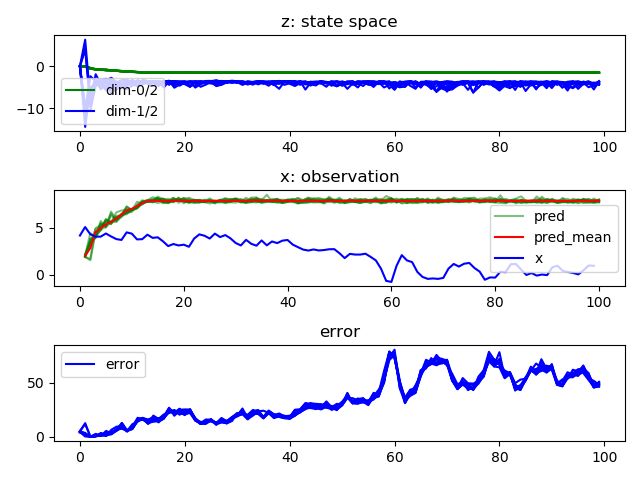 z: state space
0
−10
dim-0/2
dim-1/2
0 20 40 60 80 100
x: observation
5
0
pred
pred_mean
x
0 20 40 60 80 100
error
50
0
error
0 20 40 60 80 100